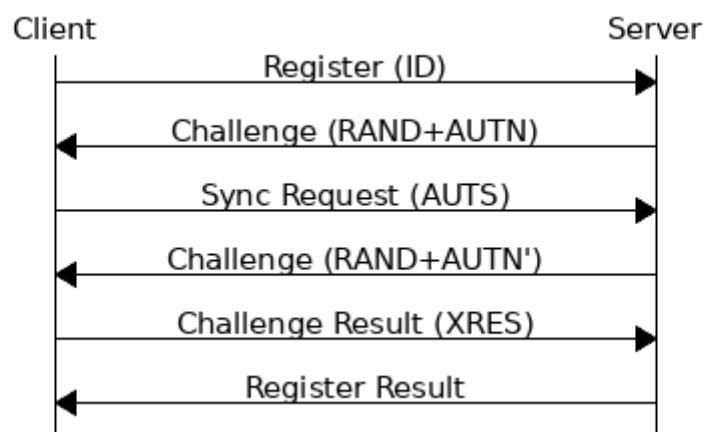 Client Server
Register (ID)
Challenge (RAND+AUTN)
Sync Request (AUTS)
Challenge (RAND+AUTN')
Challenge Result (XRES)
Register Result